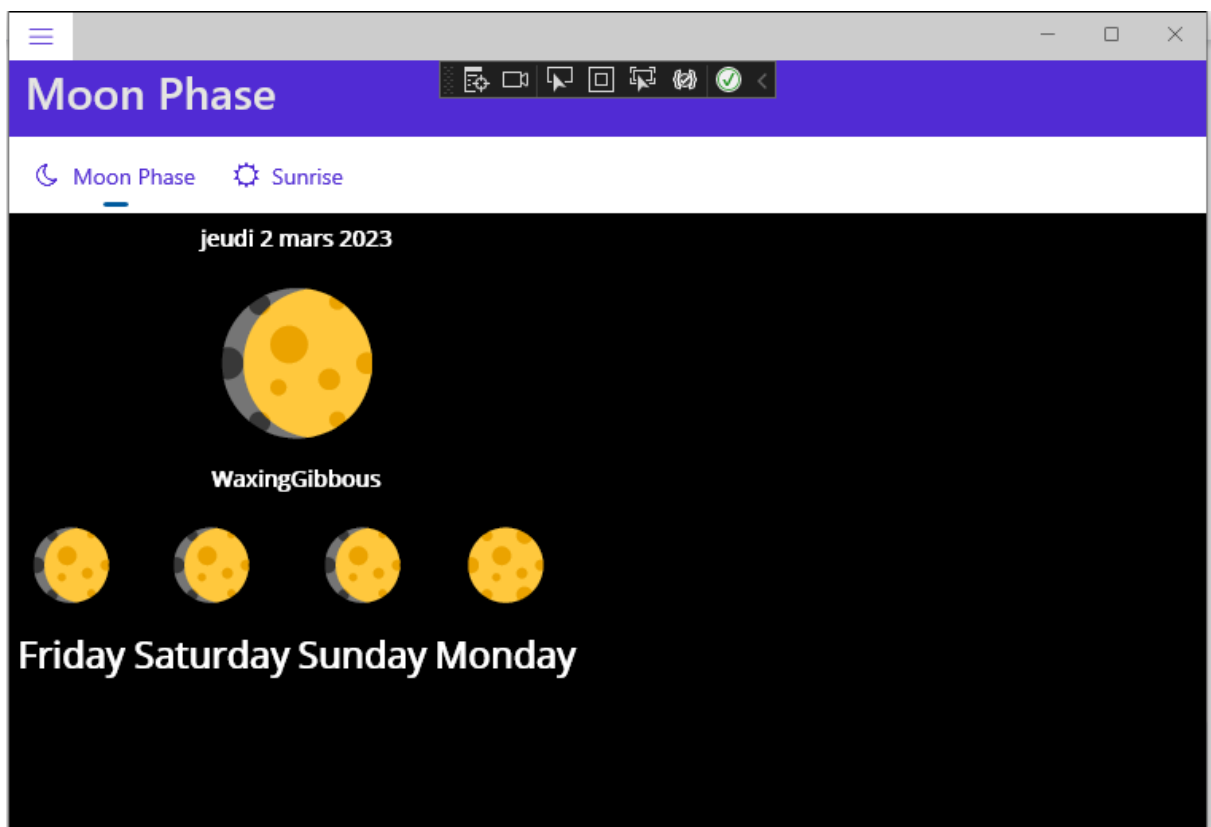 Moon Phase
Moon Phase Sunrise
jeudi 2 mars 2023
WaxingGibbous
Friday Saturday Sunday Monday